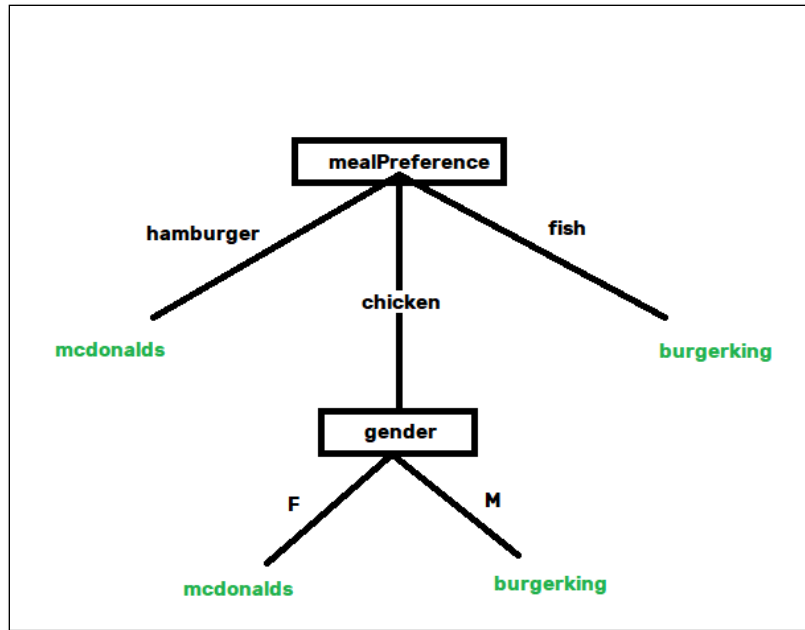 mealPreference
hamburger
fish
chicken
mcdonalds
burgerking
gender
F
M
mcdonalds
burgerking